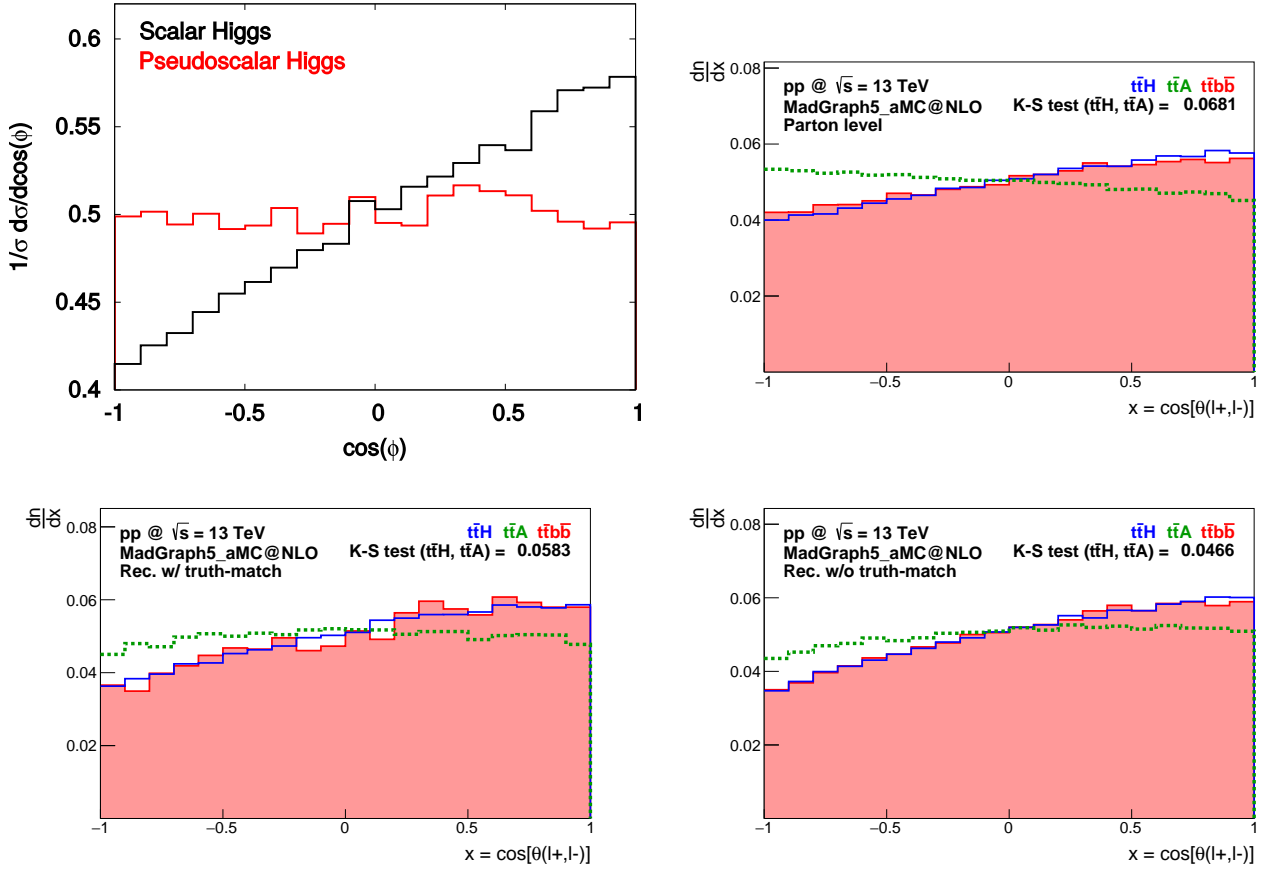 Scalar Higgs
Pseudoscalar Higgs
1/σ dσ/dcos(ϕ)
0.6
0.55
0.5
0.45
0.4
-1 -0.5 0 0.5 1
cos(ϕ)
dn/dx
pp @ √s = 13 TeV tt̄H tt̄A tt̄bb̄
MadGraph5_aMC@NLO K-S test (tt̄H, tt̄A) = 0.0681
Parton level
0.08
0.06
0.04
0.02
−1 −0.5 0 0.5 1
x = cos[θ(l+,l-)]
dn/dx
pp @ √s = 13 TeV tt̄H tt̄A tt̄bb̄
MadGraph5_aMC@NLO K-S test (tt̄H, tt̄A) = 0.0583
Rec. w/ truth-match
0.08
0.06
0.04
0.02
−1 −0.5 0 0.5 1
x = cos[θ(l+,l-)]
dn/dx
pp @ √s = 13 TeV tt̄H tt̄A tt̄bb̄
MadGraph5_aMC@NLO K-S test (tt̄H, tt̄A) = 0.0466
Rec. w/o truth-match
0.08
0.06
0.04
0.02
−1 −0.5 0 0.5 1
x = cos[θ(l+,l-)]